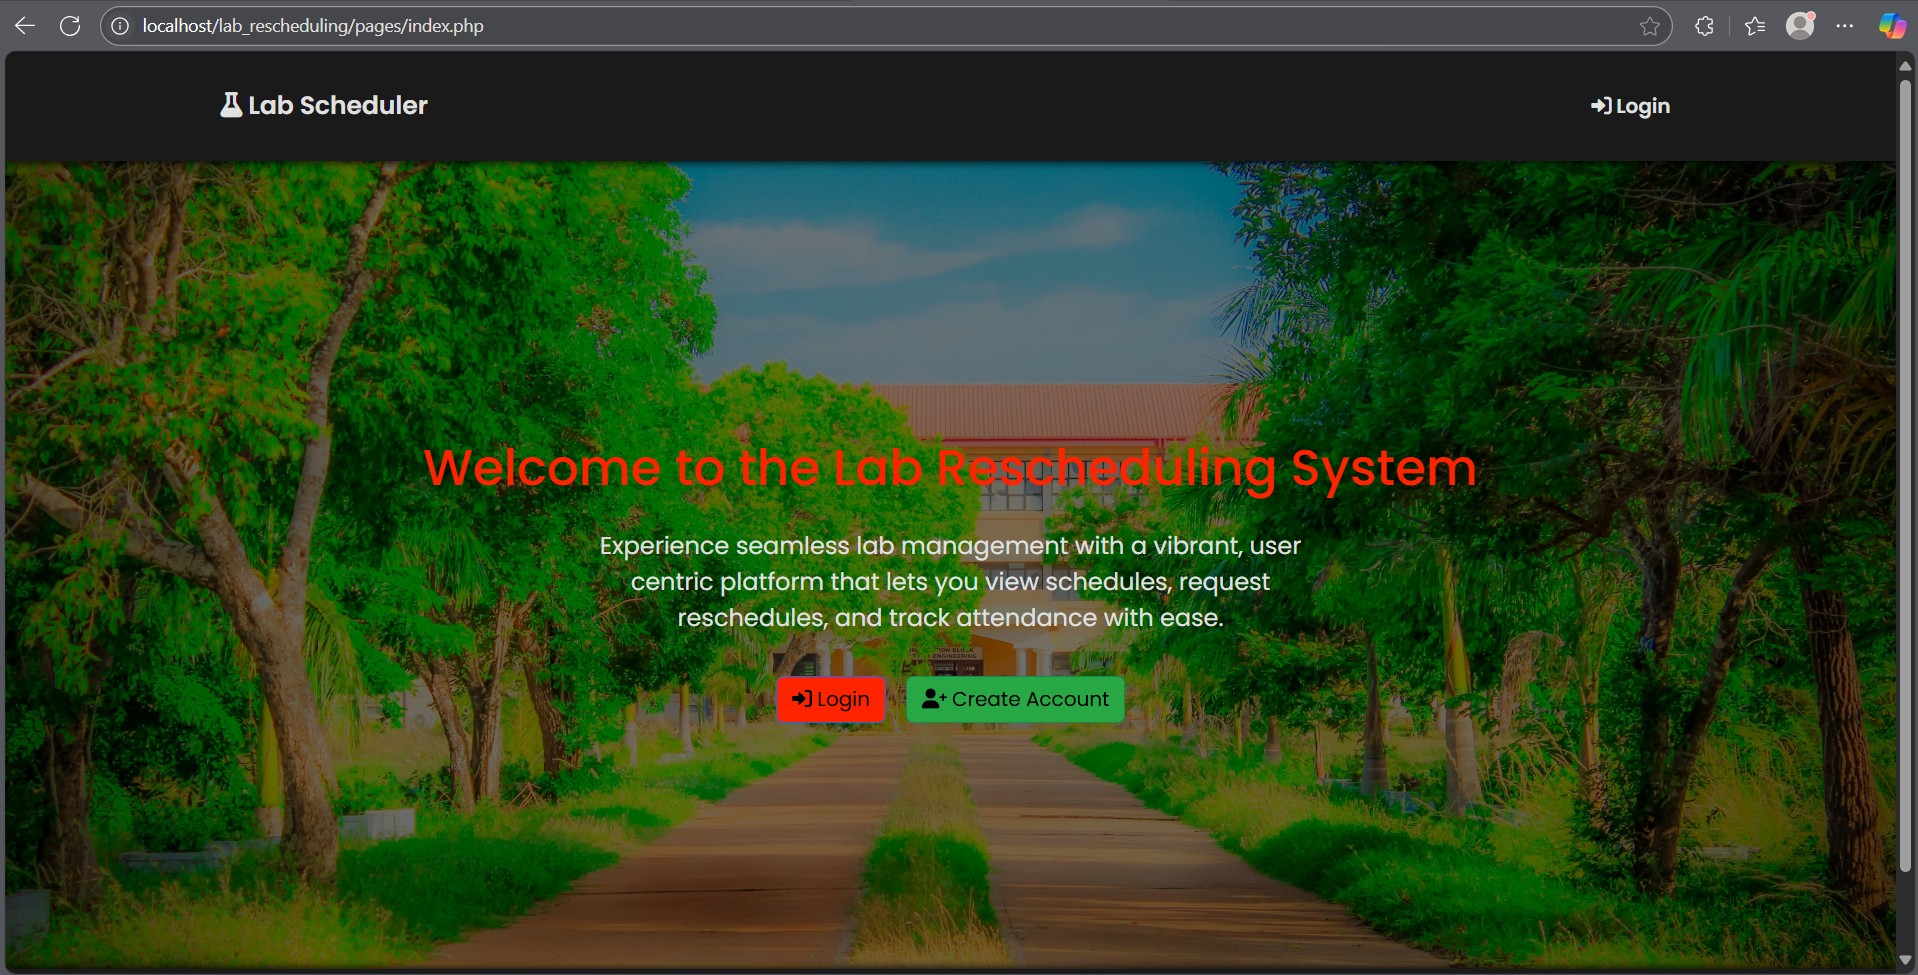 localhost/lab_rescheduling/pages/index.php
Lab Scheduler
Login
Welcome to the Lab Rescheduling System
Experience seamless lab management with a vibrant, user
centric platform that lets you view schedules, request
reschedules, and track attendance with ease.
BLOCK
ENGINEERING
Login
Create Account